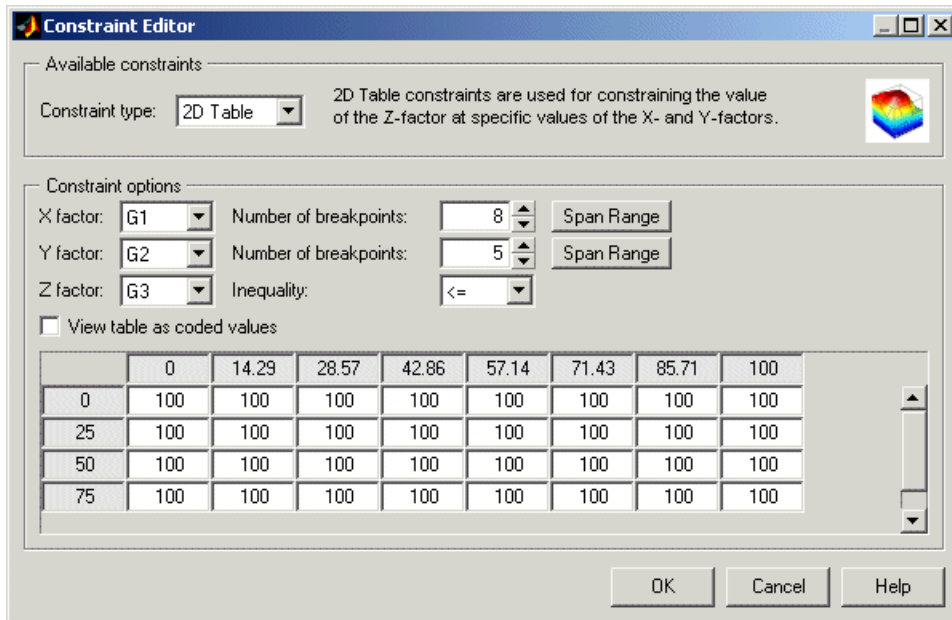 Constraint Editor
Available constraints
Constraint type: 2D Table
2D Table constraints are used for constraining the value
of the Z-factor at specific values of the X- and Y-factors.
Constraint options
X factor: G1 Number of breakpoints: 8 Span Range
Y factor: G2 Number of breakpoints: 5 Span Range
Z factor: G3 Inequality: <=
View table as coded values
0 14.29 28.57 42.86 57.14 71.43 85.71 100
0 100 100 100 100 100 100 100 100
25 100 100 100 100 100 100 100 100
50 100 100 100 100 100 100 100 100
75 100 100 100 100 100 100 100 100
OK Cancel Help